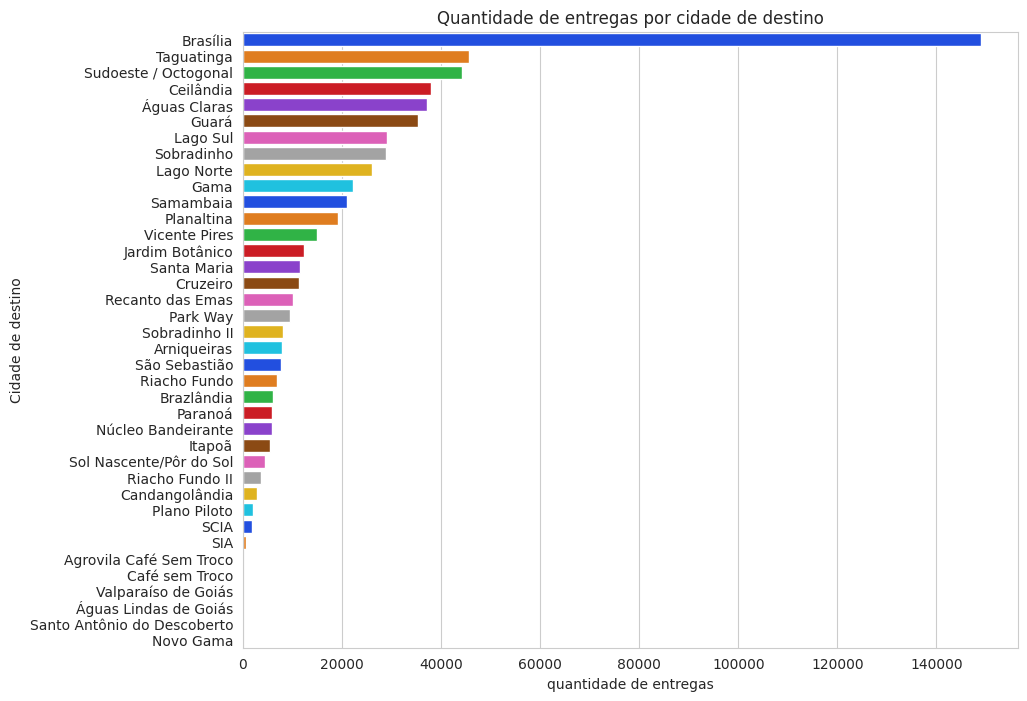 Quantidade de entregas por cidade de destino
Cidade de destino
Brasília
Taguatinga
Sudoeste / Octogonal
Ceilândia
Águas Claras
Guará
Lago Sul
Sobradinho
Lago Norte
Gama
Samambaia
Planaltina
Vicente Pires
Jardim Botânico
Santa Maria
Cruzeiro
Recanto das Emas
Park Way
Sobradinho II
Arniqueiras
São Sebastião
Riacho Fundo
Brazlândia
Paranoá
Núcleo Bandeirante
Itapoã
Sol Nascente/Pôr do Sol
Riacho Fundo II
Candangolândia
Plano Piloto
SCIA
SIA
Agrovila Café Sem Troco
Café sem Troco
Valparaíso de Goiás
Águas Lindas de Goiás
Santo Antônio do Descoberto
Novo Gama
0 20000 40000 60000 80000 100000 120000 140000
quantidade de entregas